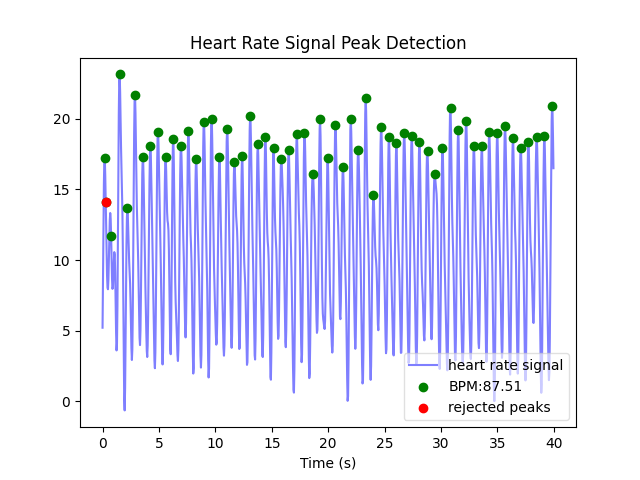 Heart Rate Signal Peak Detection
20
15
10
5
0
heart rate signal
BPM:87.51
rejected peaks
0 5 10 15 20 25 30 35 40
Time (s)